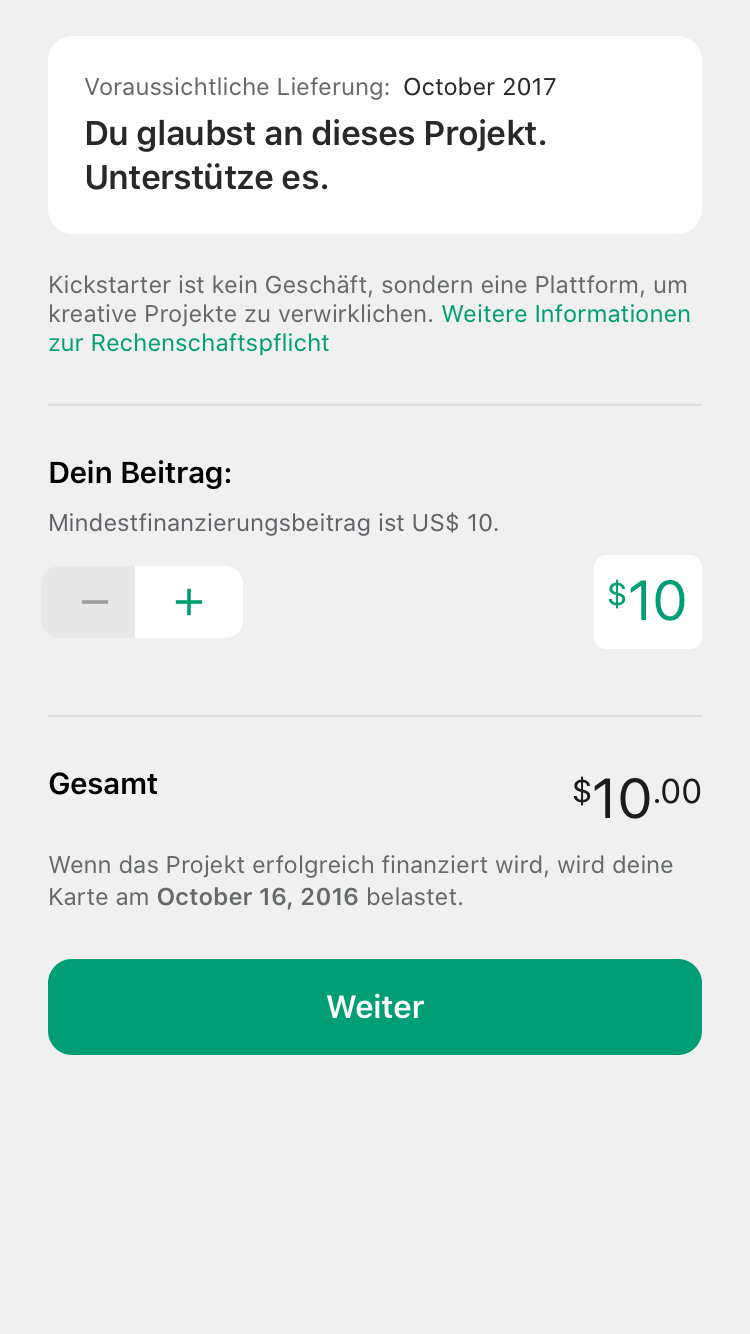 Voraussichtliche Lieferung: October 2017
Du glaubst an dieses Projekt.
Unterstütze es.
Kickstarter ist kein Geschäft, sondern eine Plattform, um
kreative Projekte zu verwirklichen. Weitere Informationen
zur Rechenschaftspflicht
Dein Beitrag:
Mindestfinanzierungsbeitrag ist US$ 10.
− + $10
Gesamt $10.00
Wenn das Projekt erfolgreich finanziert wird, wird deine
Karte am October 16, 2016 belastet.
Weiter